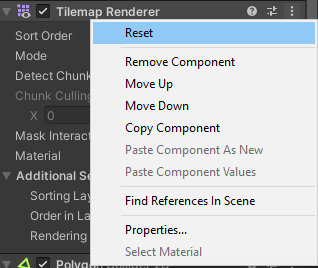 Tilemap Renderer
Sort Order
Mode
Detect Chunk
Chunk Culling
X 0
Mask Interact
Material
Additional Se
Sorting Lay
Order in La
Rendering
Reset
Remove Component
Move Up
Move Down
Copy Component
Paste Component As New
Paste Component Values
Find References In Scene
Properties...
Select Material